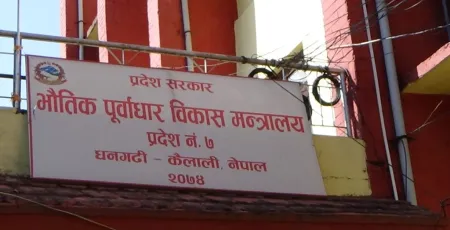 प्रदेश सरकार
भौतिक पूर्वाधार विकास मन्त्रालय
प्रदेश नं. ७
धनगढी - कैलाली, नेपाल
२०७४